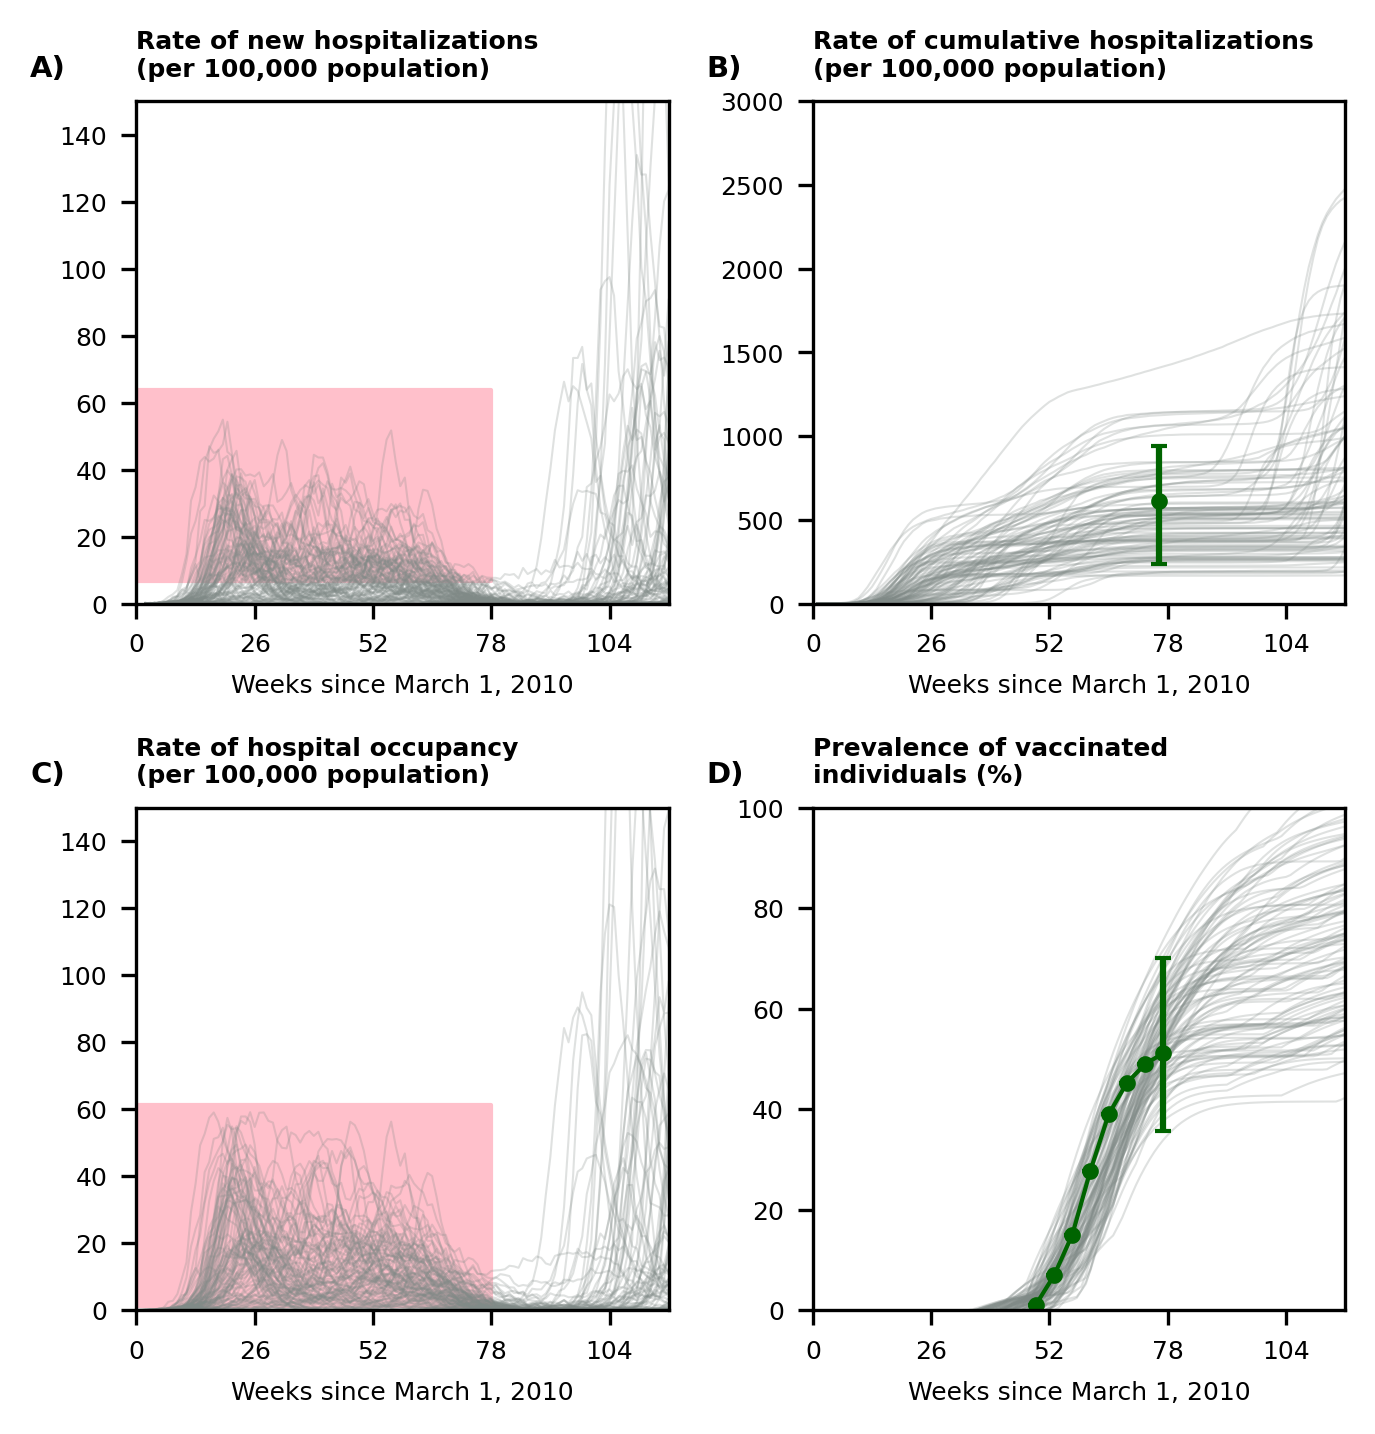 A)
Rate of new hospitalizations
(per 100,000 population)
140
120
100
80
60
40
20
0
0 26 52 78 104
Weeks since March 1, 2010
B)
Rate of cumulative hospitalizations
(per 100,000 population)
3000
2500
2000
1500
1000
500
0
0 26 52 78 104
Weeks since March 1, 2010
C)
Rate of hospital occupancy
(per 100,000 population)
140
120
100
80
60
40
20
0
0 26 52 78 104
Weeks since March 1, 2010
D)
Prevalence of vaccinated
individuals (%)
100
80
60
40
20
0
0 26 52 78 104
Weeks since March 1, 2010